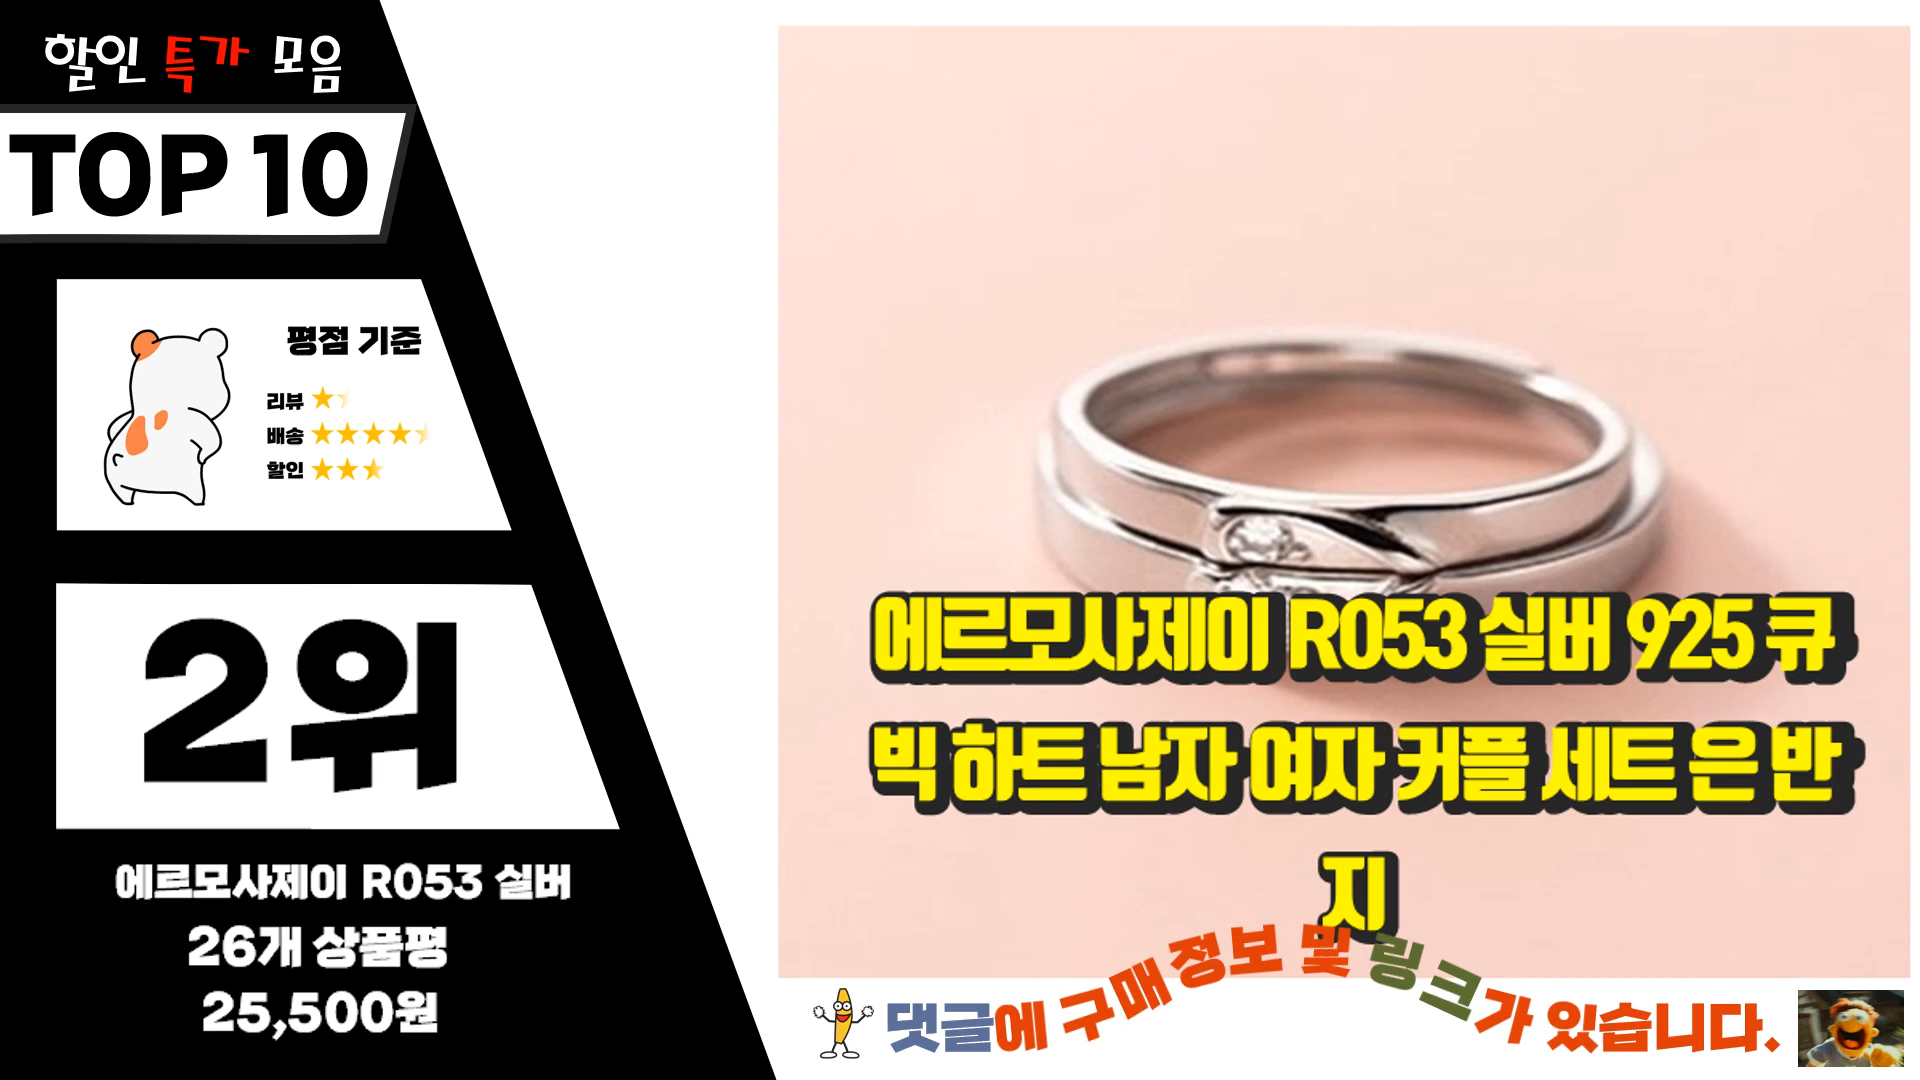 할인 특가 모음
TOP 10
평점 기준
리뷰
배송
할인
2위
에르모사제이 R053 실버
26개 상품평
25,500원
에르모사제이 R053 실버 925 큐
빅 하트 남자 여자 커플 세트 은 반
지
댓글에 구매 정보 및 링크가 있습니다.